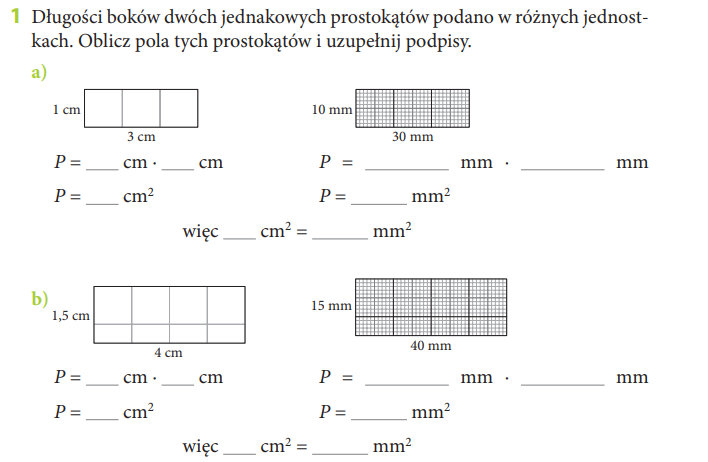 1 Długości boków dwóch jednakowych prostokątów podano w różnych jednost-
kach. Oblicz pola tych prostokątów i uzupełnij podpisy.
a)
1 cm
3 cm
10 mm
30 mm
P = ____ cm · ____ cm P = ________ mm · ________ mm
P = ____ cm² P = ______ mm²
więc ____ cm² = ______ mm²
b)
1,5 cm
4 cm
15 mm
40 mm
P = ____ cm · ____ cm P = ________ mm · ________ mm
P = ____ cm² P = ______ mm²
więc ____ cm² = ______ mm²